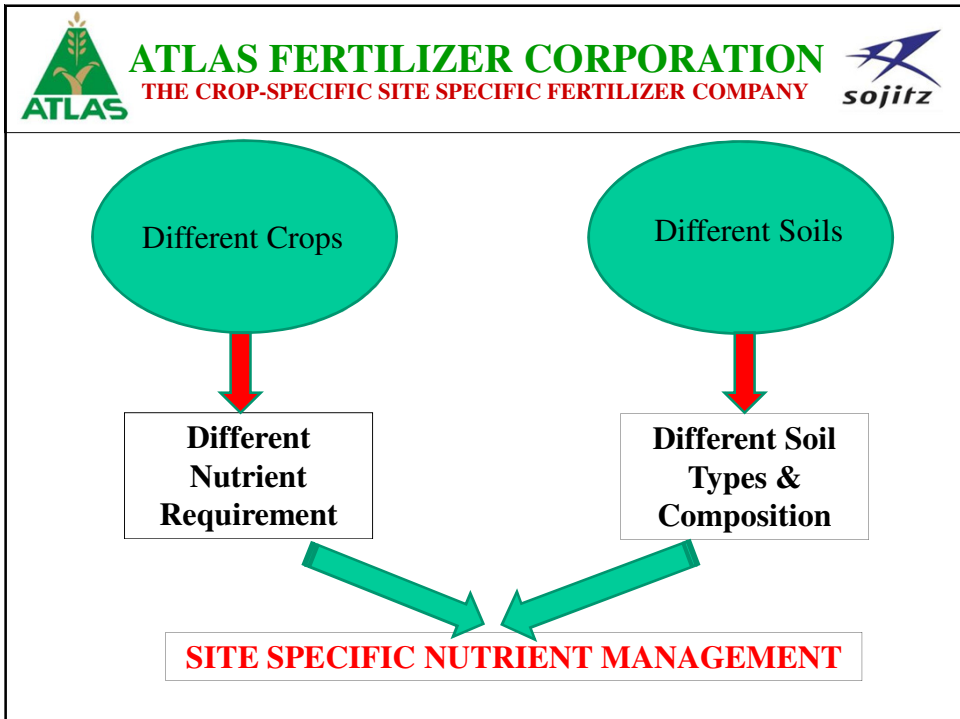 ATLAS
ATLAS FERTILIZER CORPORATION
THE CROP-SPECIFIC SITE SPECIFIC FERTILIZER COMPANY
sojitz
Different Crops
Different Soils
Different
Nutrient
Requirement
Different Soil
Types &
Composition
SITE SPECIFIC NUTRIENT MANAGEMENT